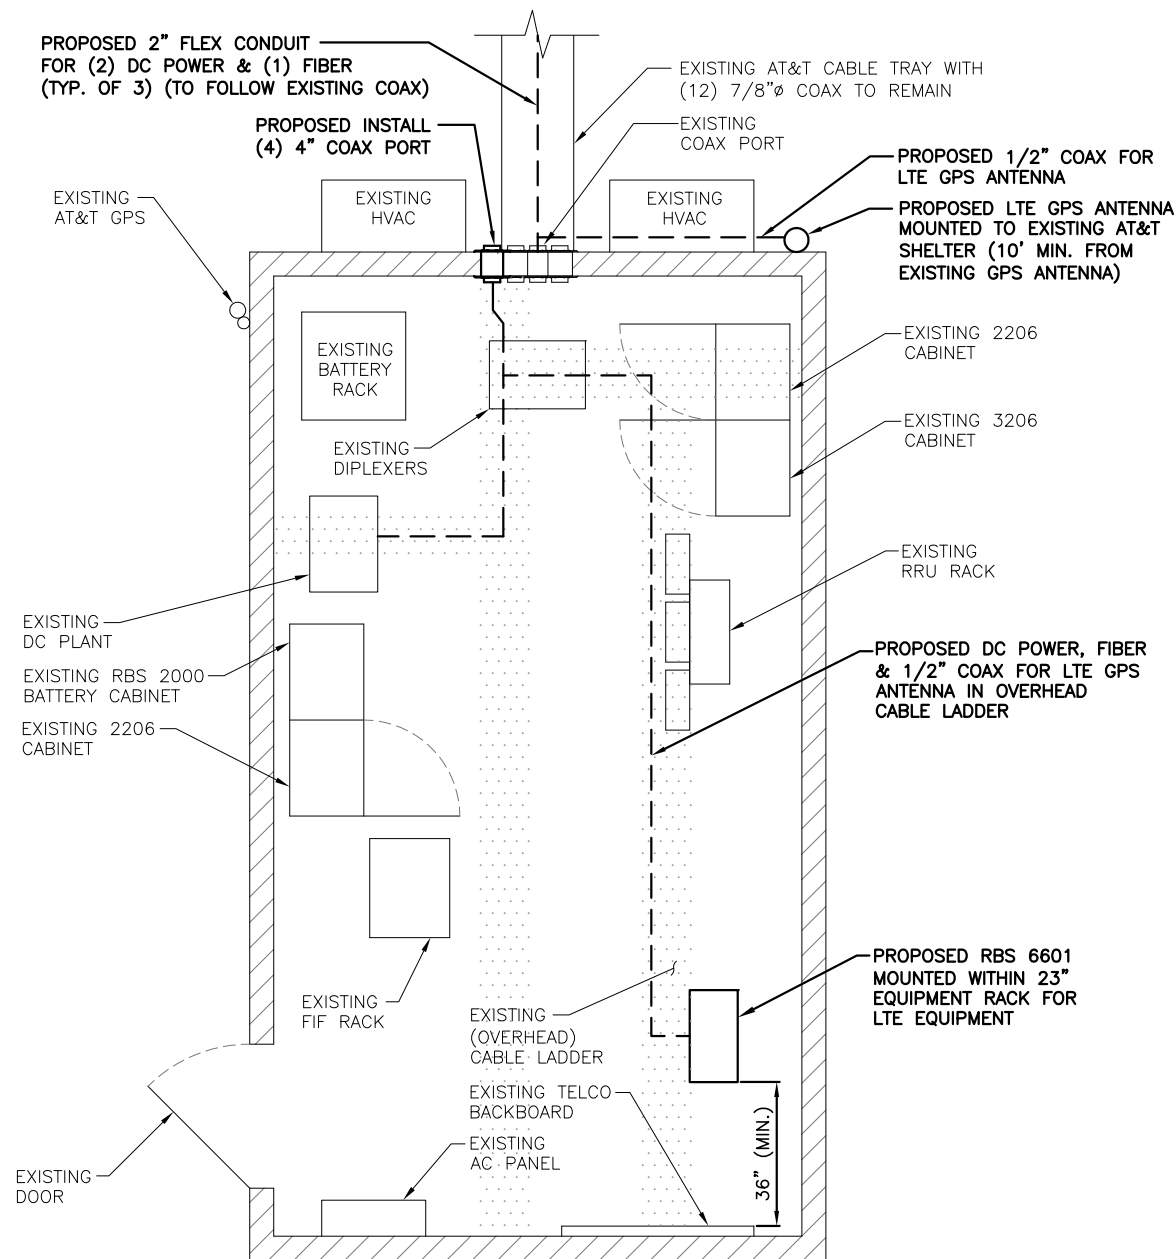 PROPOSED 2" FLEX CONDUIT
FOR (2) DC POWER & (1) FIBER
(TYP. OF 3) (TO FOLLOW EXISTING COAX)
EXISTING AT&T CABLE TRAY WITH
(12) 7/8"ø COAX TO REMAIN
PROPOSED INSTALL
(4) 4" COAX PORT
EXISTING
COAX PORT
PROPOSED 1/2" COAX FOR
LTE GPS ANTENNA
EXISTING
AT&T GPS
EXISTING
HVAC
EXISTING
HVAC
PROPOSED LTE GPS ANTENNA
MOUNTED TO EXISTING AT&T
SHELTER (10' MIN. FROM
EXISTING GPS ANTENNA)
EXISTING
BATTERY
RACK
EXISTING 2206
CABINET
EXISTING
DIPLEXERS
EXISTING 3206
CABINET
EXISTING
RRU RACK
EXISTING
DC PLANT
EXISTING RBS 2000
BATTERY CABINET
EXISTING 2206
CABINET
PROPOSED DC POWER, FIBER
& 1/2" COAX FOR LTE GPS
ANTENNA IN OVERHEAD
CABLE LADDER
EXISTING
FIF RACK
EXISTING
(OVERHEAD)
CABLE LADDER
PROPOSED RBS 6601
MOUNTED WITHIN 23"
EQUIPMENT RACK FOR
LTE EQUIPMENT
EXISTING TELCO
BACKBOARD
36" (MIN.)
EXISTING
AC PANEL
EXISTING
DOOR